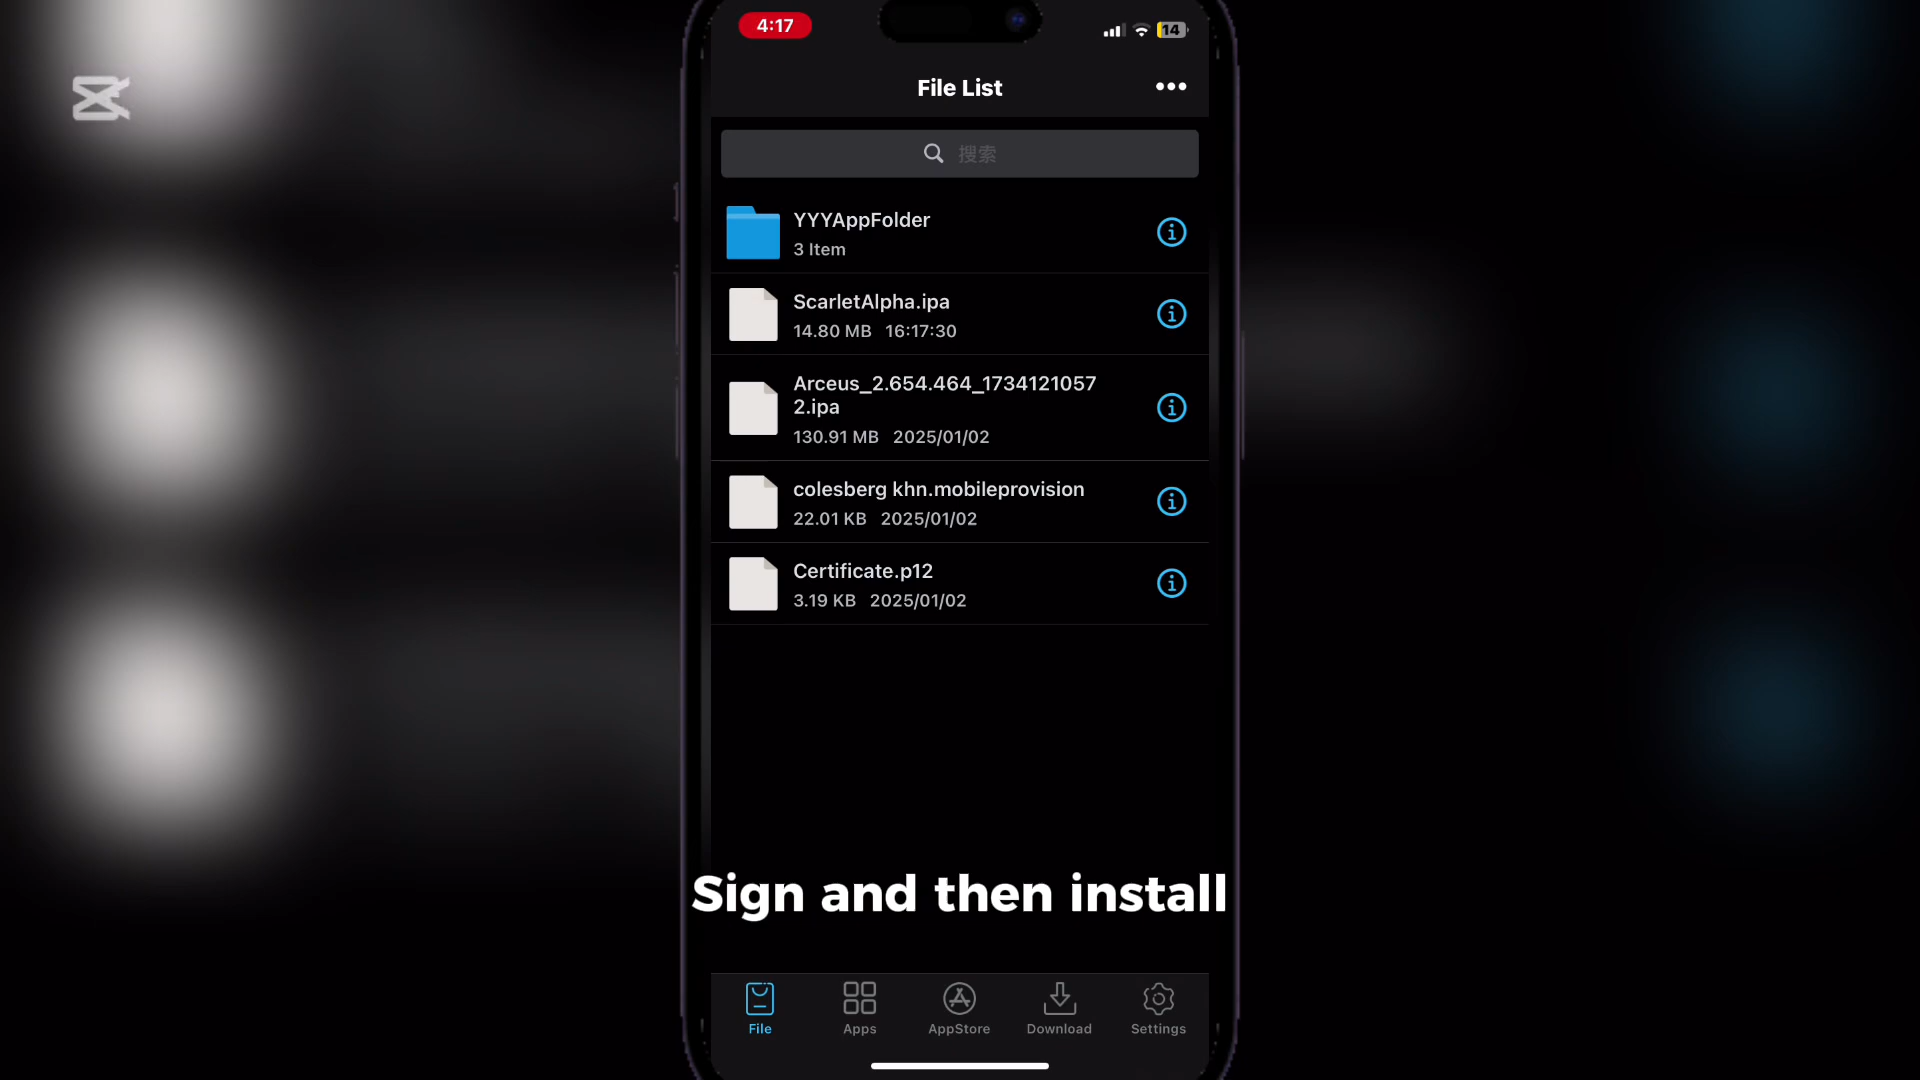 4:17
14
File List
搜索
YYYAppFolder
3 Item
ScarletAlpha.ipa
14.80 MB 16:17:30
Arceus_2.654.464_1734121057
2.ipa
130.91 MB 2025/01/02
colesberg khn.mobileprovision
22.01 KB 2025/01/02
Certificate.p12
3.19 KB 2025/01/02
Sign and then install
File Apps AppStore Download Settings